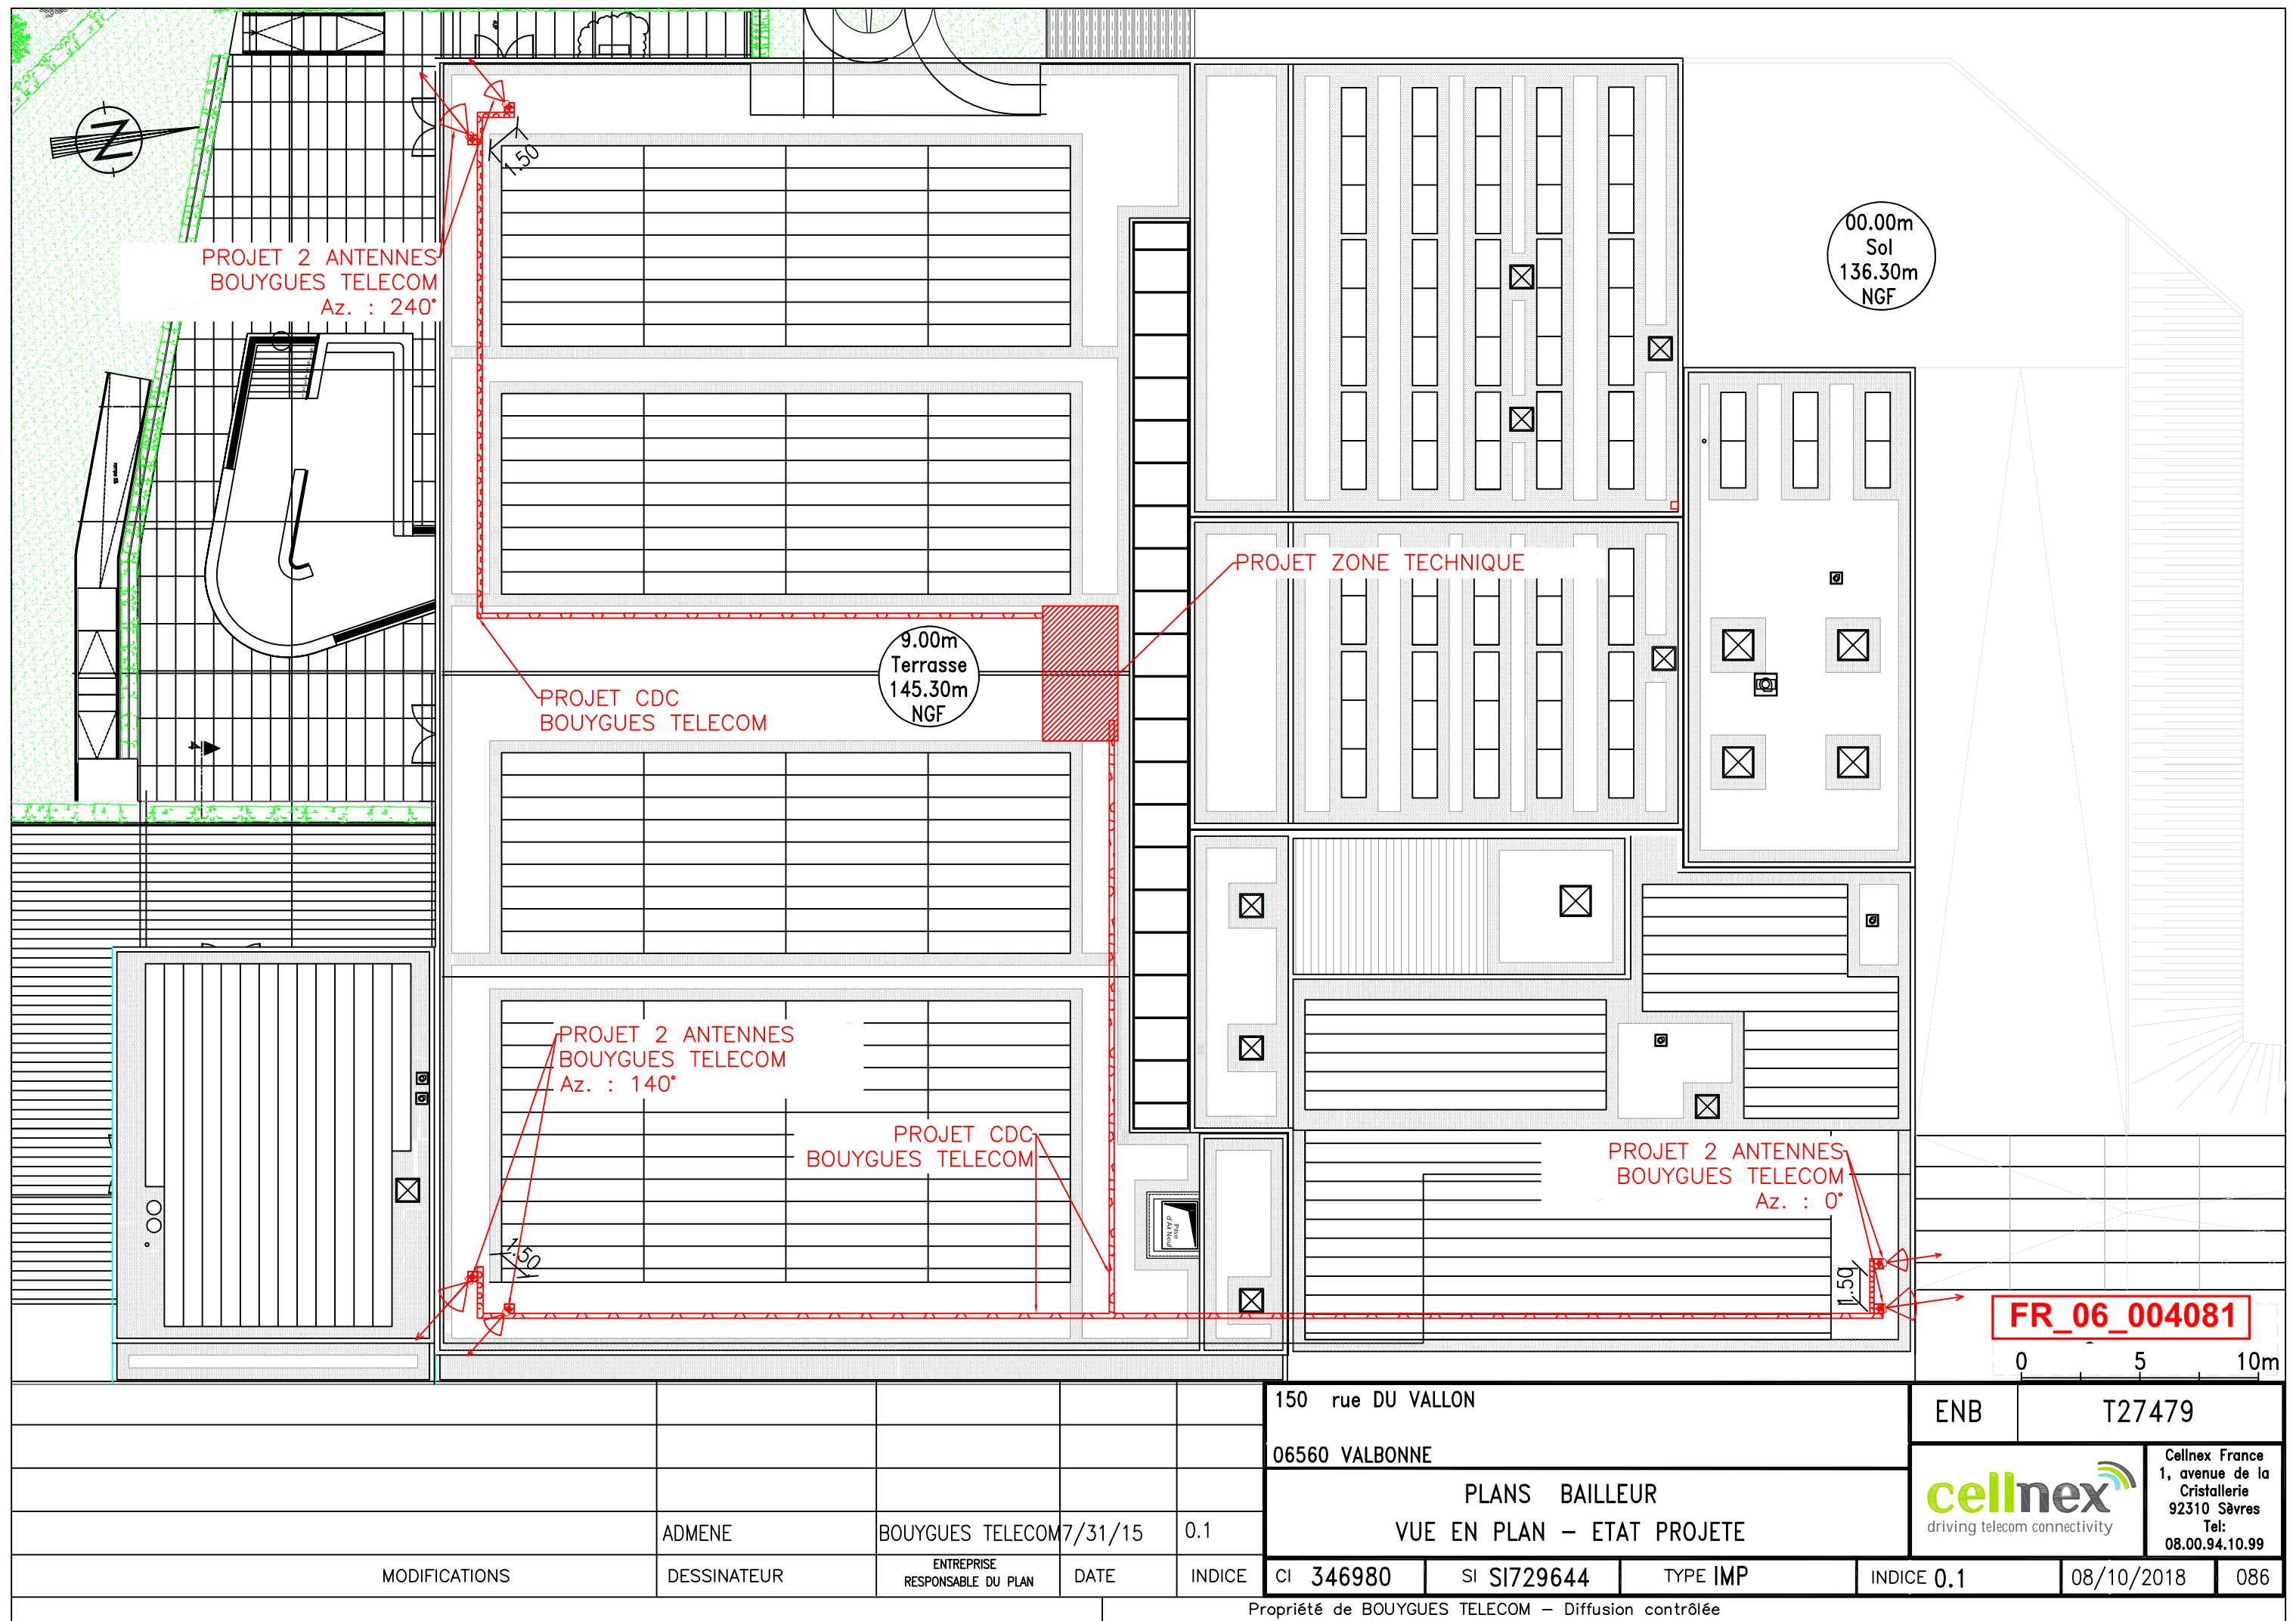 N
1.50
PROJET 2 ANTENNES
BOUYGUES TELECOM
Az. : 240°
00.00m
Sol
136.30m
NGF
PROJET ZONE TECHNIQUE
9.00m
Terrasse
145.30m
NGF
PROJET CDC
BOUYGUES TELECOM
4
PROJET 2 ANTENNES
BOUYGUES TELECOM
Az. : 140°
PROJET CDC
BOUYGUES TELECOM
PROJET 2 ANTENNES
BOUYGUES TELECOM
Az. : 0°
Prise
d'Air Neuf
1.50
1.50
FR_06_004081
0 5 10m
150 rue DU VALLON
06560 VALBONNE
ENB T27479
PLANS BAILLEUR
VUE EN PLAN – ETAT PROJETE
cellnex
driving telecom connectivity
Cellnex France
1, avenue de la
Cristallerie
92310 Sèvres
Tel:
08.00.94.10.99
ADMENE BOUYGUES TELECOM 7/31/15 0.1
MODIFICATIONS DESSINATEUR ENTREPRISE RESPONSABLE DU PLAN DATE INDICE
CI 346980 SI SI729644 TYPE IMP INDICE 0.1 08/10/2018 086
Propriété de BOUYGUES TELECOM – Diffusion contrôlée